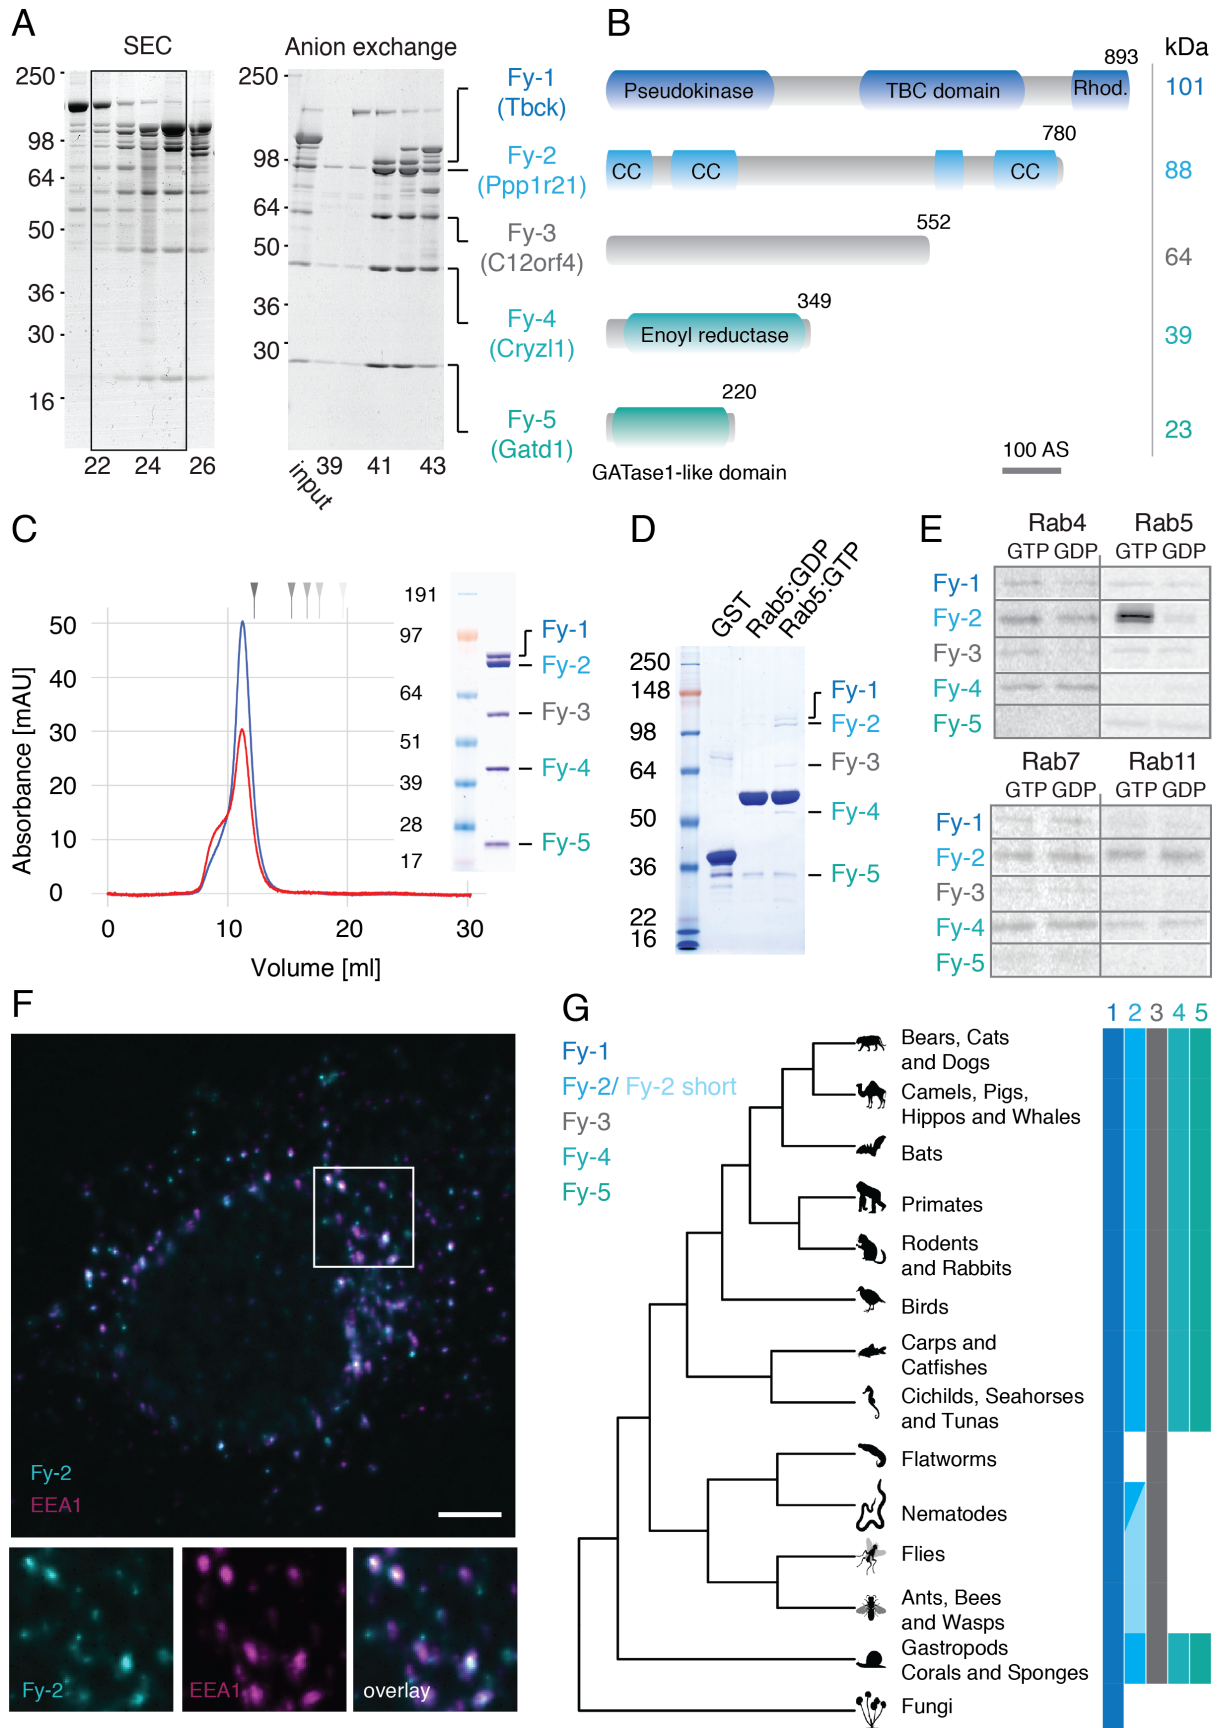 A
SEC
250
98
64
50
36
30
16
22
24
26
Anion exchange
250
98
64
50
36
30
input
39
41
43
Fy-1
(Tbck)
Fy-2
(Ppp1r21)
Fy-3
(C12orf4)
Fy-4
(Cryzl1)
Fy-5
(Gatd1)
B
kDa
893
Pseudokinase
TBC domain
Rhod.
101
780
CC
CC
CC
88
552
64
349
Enoyl reductase
39
220
23
GATase1-like domain
100 AS
C
Absorbance [mAU]
50
40
30
20
10
0
0
10
20
30
Volume [ml]
191
97
64
51
39
28
17
Fy-1
Fy-2
Fy-3
Fy-4
Fy-5
D
GST
Rab5:GDP
Rab5:GTP
250
148
98
64
50
36
22
16
Fy-1
Fy-2
Fy-3
Fy-4
Fy-5
E
Rab4 Rab5
GTP GDP GTP GDP
Fy-1
Fy-2
Fy-3
Fy-4
Fy-5
Rab7 Rab11
GTP GDP GTP GDP
Fy-1
Fy-2
Fy-3
Fy-4
Fy-5
F
Fy-2
EEA1
Fy-2
EEA1
overlay
G
Fy-1
Fy-2/ Fy-2 short
Fy-3
Fy-4
Fy-5
1 2 3 4 5
Bears, Cats
and Dogs
Camels, Pigs,
Hippos and Whales
Bats
Primates
Rodents
and Rabbits
Birds
Carps and
Catfishes
Cichilds, Seahorses
and Tunas
Flatworms
Nematodes
Flies
Ants, Bees
and Wasps
Gastropods
Corals and Sponges
Fungi